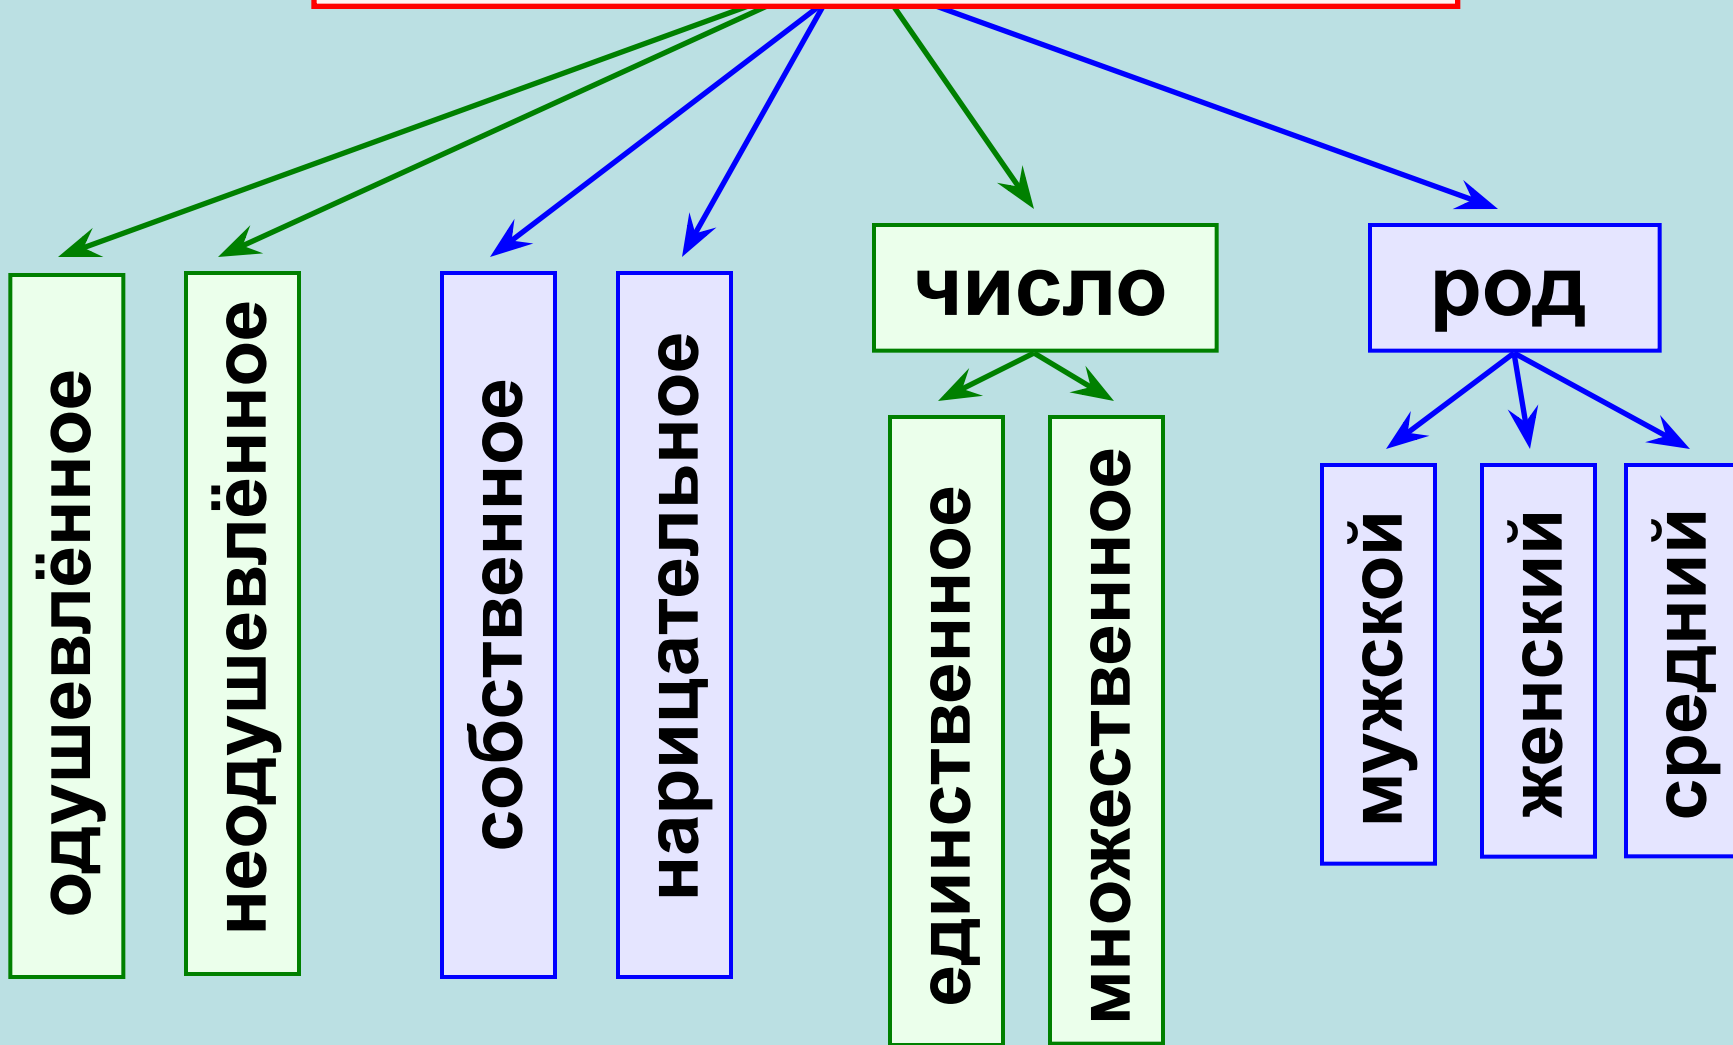 одушевлённое
неодушевлённое
собственное
нарицательное
число
единственное
множественное
род
мужской
женский
средний